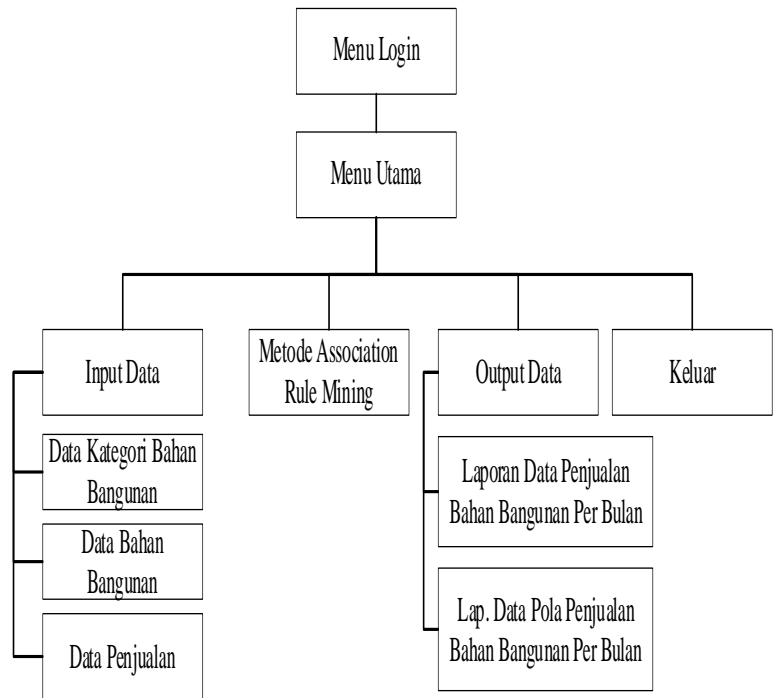 Menu Login
Menu Utama
Input Data
Metode Association
Rule Mining
Output Data
Keluar
Data Kategori Bahan
Bangunan
Data Bahan
Bangunan
Data Penjualan
Laporan Data Penjualan
Bahan Bangunan Per Bulan
Lap. Data Pola Penjualan
Bahan Bangunan Per Bulan